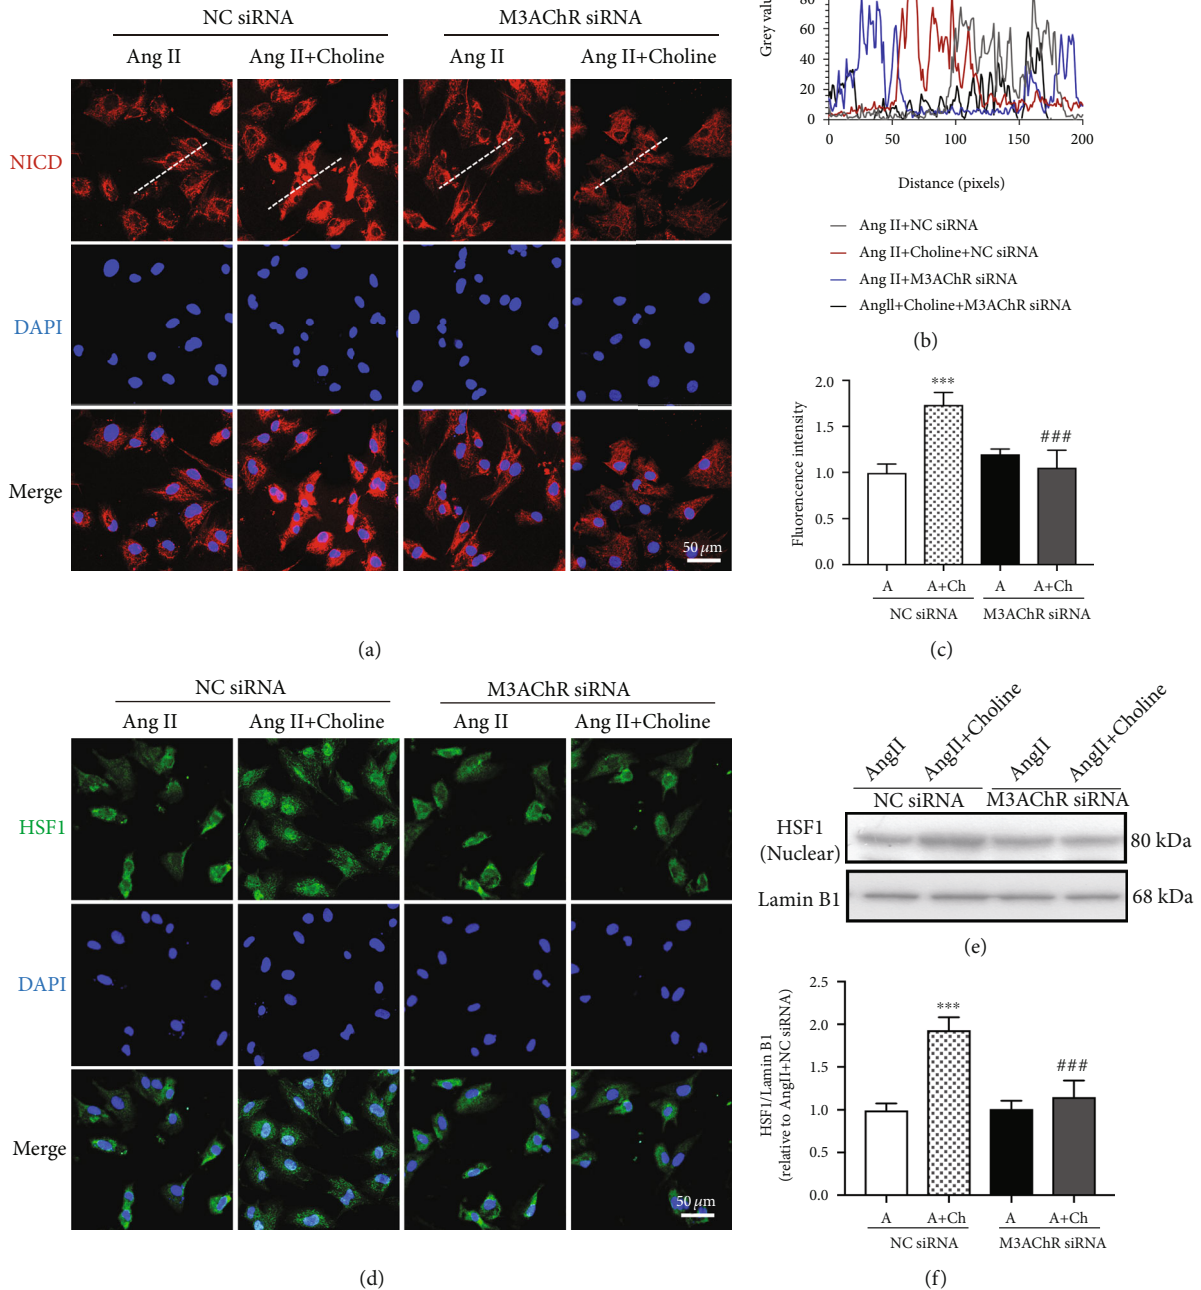 NC siRNA
M3AChR siRNA
Ang II
Ang II+Choline
Ang II
Ang II+Choline
NICD
DAPI
Merge
50 μm
(a)
Grey valu
80
60
40
20
0
0
50
100
150
200
Distance (pixels)
Ang II+NC siRNA
Ang II+Choline+NC siRNA
Ang II+M3AChR siRNA
AngII+Choline+M3AChR siRNA
(b)
Fluorencence intensity
2.0
1.5
1.0
0.5
0.0
***
###
A
A+Ch
A
A+Ch
NC siRNA
M3AChR siRNA
(c)
NC siRNA
M3AChR siRNA
Ang II
Ang II+Choline
Ang II
Ang II+Choline
HSF1
DAPI
Merge
50 μm
(d)
AngII
AngII+Choline
AngII
AngII+Choline
NC siRNA
M3AChR siRNA
HSF1
(Nuclear)
80 kDa
Lamin B1
68 kDa
(e)
HSF1/Lamin B1
(relative to AngII+NC siRNA)
2.5
2.0
1.5
1.0
0.5
0.0
***
###
A
A+Ch
A
A+Ch
NC siRNA
M3AChR siRNA
(f)